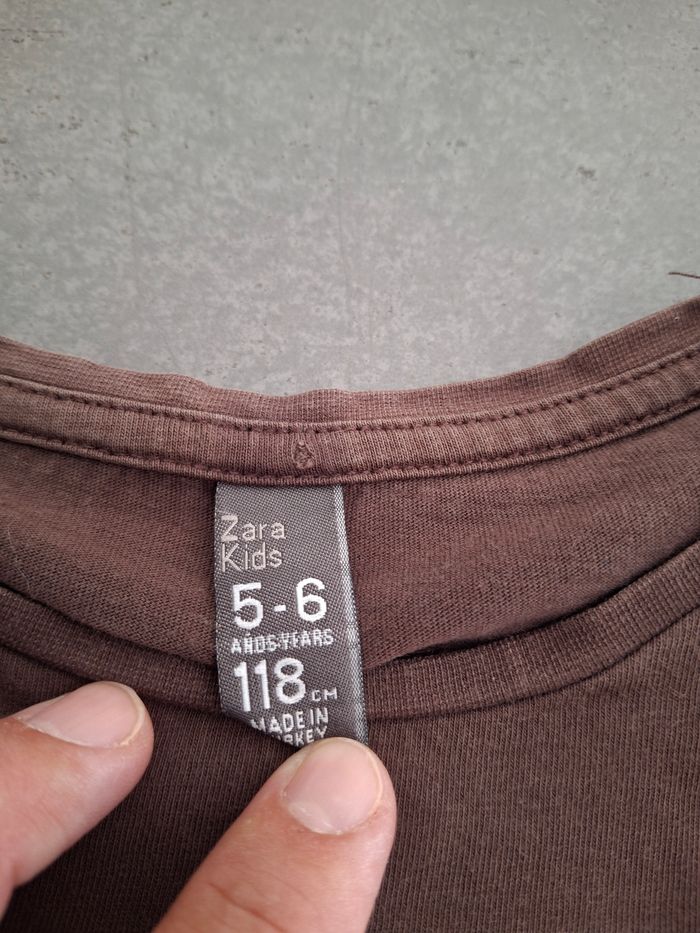 Zara
Kids
5-6
AÑOS-YEARS
118 CM
MADE IN